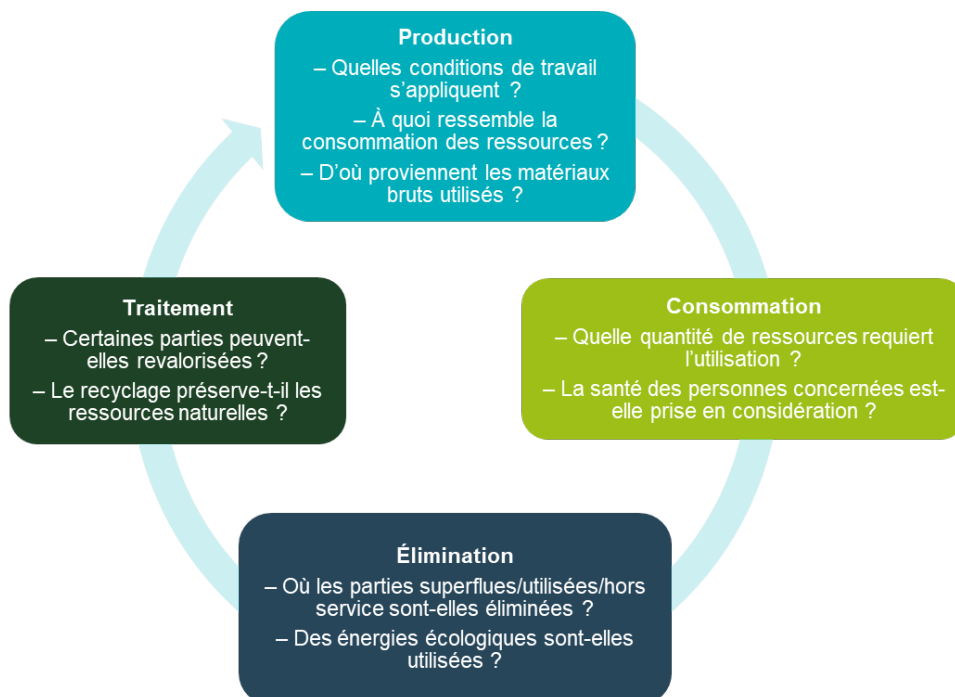 Production
– Quelles conditions de travail
s’appliquent ?
– À quoi ressemble la
consommation des ressources ?
– D’où proviennent les matériaux
bruts utilisés ?
Traitement
– Certaines parties peuvent-
elles revalorisées ?
– Le recyclage préserve-t-il les
ressources naturelles ?
Consommation
– Quelle quantité de ressources requiert
l’utilisation ?
– La santé des personnes concernées est-
elle prise en considération ?
Élimination
– Où les parties superflues/utilisées/hors
service sont-elles éliminées ?
– Des énergies écologiques sont-elles
utilisées ?